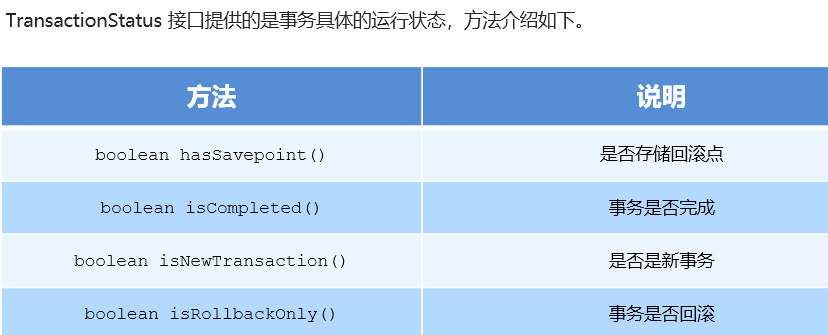 TransactionStatus 接口提供的是事务具体的运行状态，方法介绍如下。
方法 说明
boolean hasSavepoint() 是否存储回滚点
boolean isCompleted() 事务是否完成
boolean isNewTransaction() 是否是新事务
boolean isRollbackOnly() 事务是否回滚